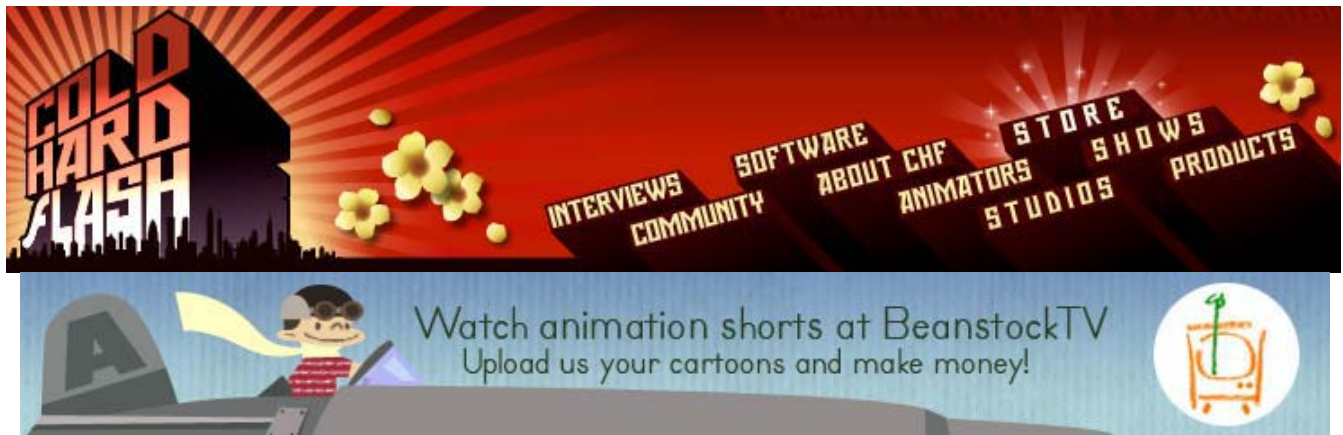 COLD
HARD
FLASH
INTERVIEWS
COMMUNITY
SOFTWARE
ABOUT CHF
ANIMATORS
STORE
SHOWS
STUDIOS
PRODUCTS
A
Watch animation shorts at BeanstockTV
Upload us your cartoons and make money!